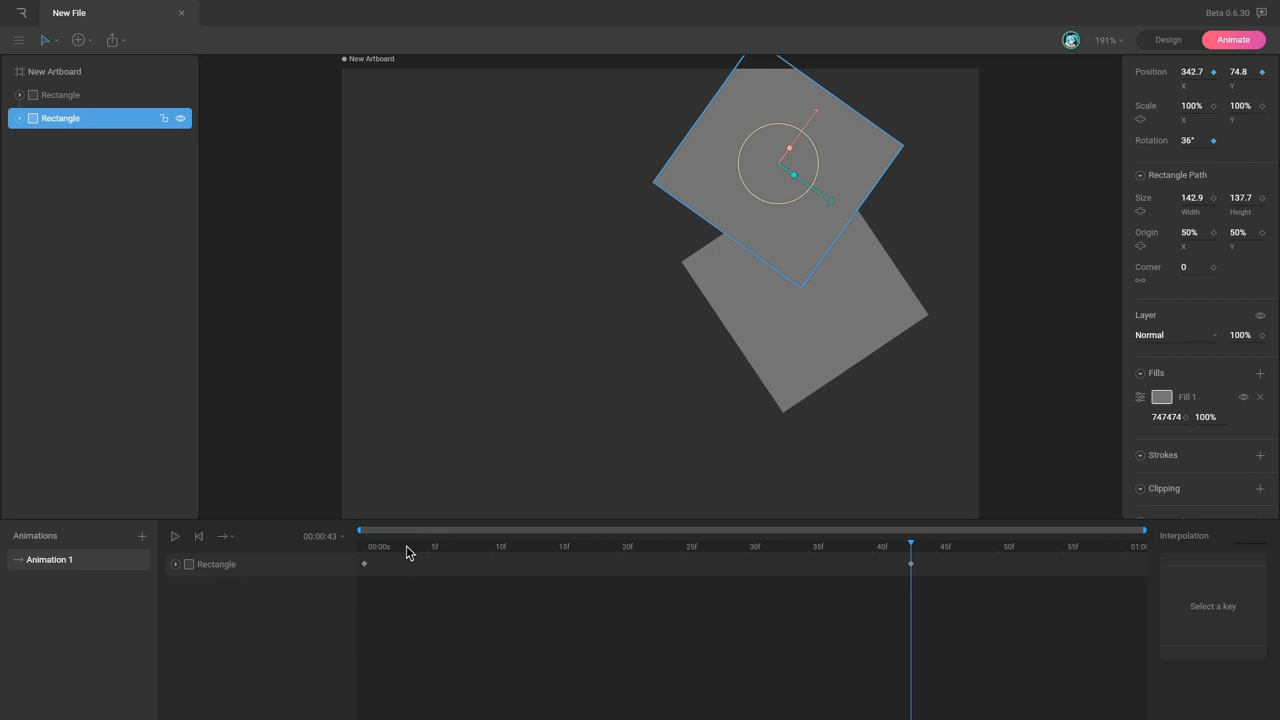 New File
Beta 0.6.30
191%
Design
Animate
New Artboard
Rectangle
Rectangle
New Artboard
Position 342.7 74.8
X Y
Scale 100% 100%
X Y
Rotation 36°
Rectangle Path
Size 142.9 137.7
Width Height
Origin 50% 50%
X Y
Corner 0
Layer
Normal 100%
Fills
Fill 1
747474 100%
Strokes
Clipping
Animations
Animation 1
00:00:43
00:00s 5f 10f 15f 20f 25f 30f 35f 40f 45f 50f 55f 01:0
Rectangle
Interpolation
Select a key